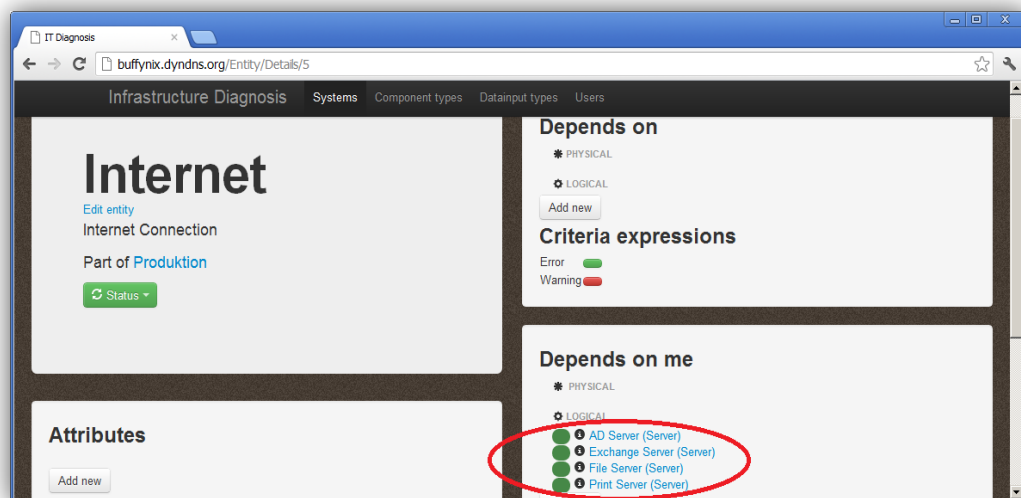 IT Diagnosis
buffynix.dyndns.org/Entity/Details/5
Infrastructure Diagnosis Systems Component types Datainput types Users
Internet
Edit entity
Internet Connection
Part of Produktion
Status
Attributes
Add new
Depends on
PHYSICAL
LOGICAL
Add new
Criteria expressions
Error
Warning
Depends on me
PHYSICAL
LOGICAL
AD Server (Server)
Exchange Server (Server)
File Server (Server)
Print Server (Server)